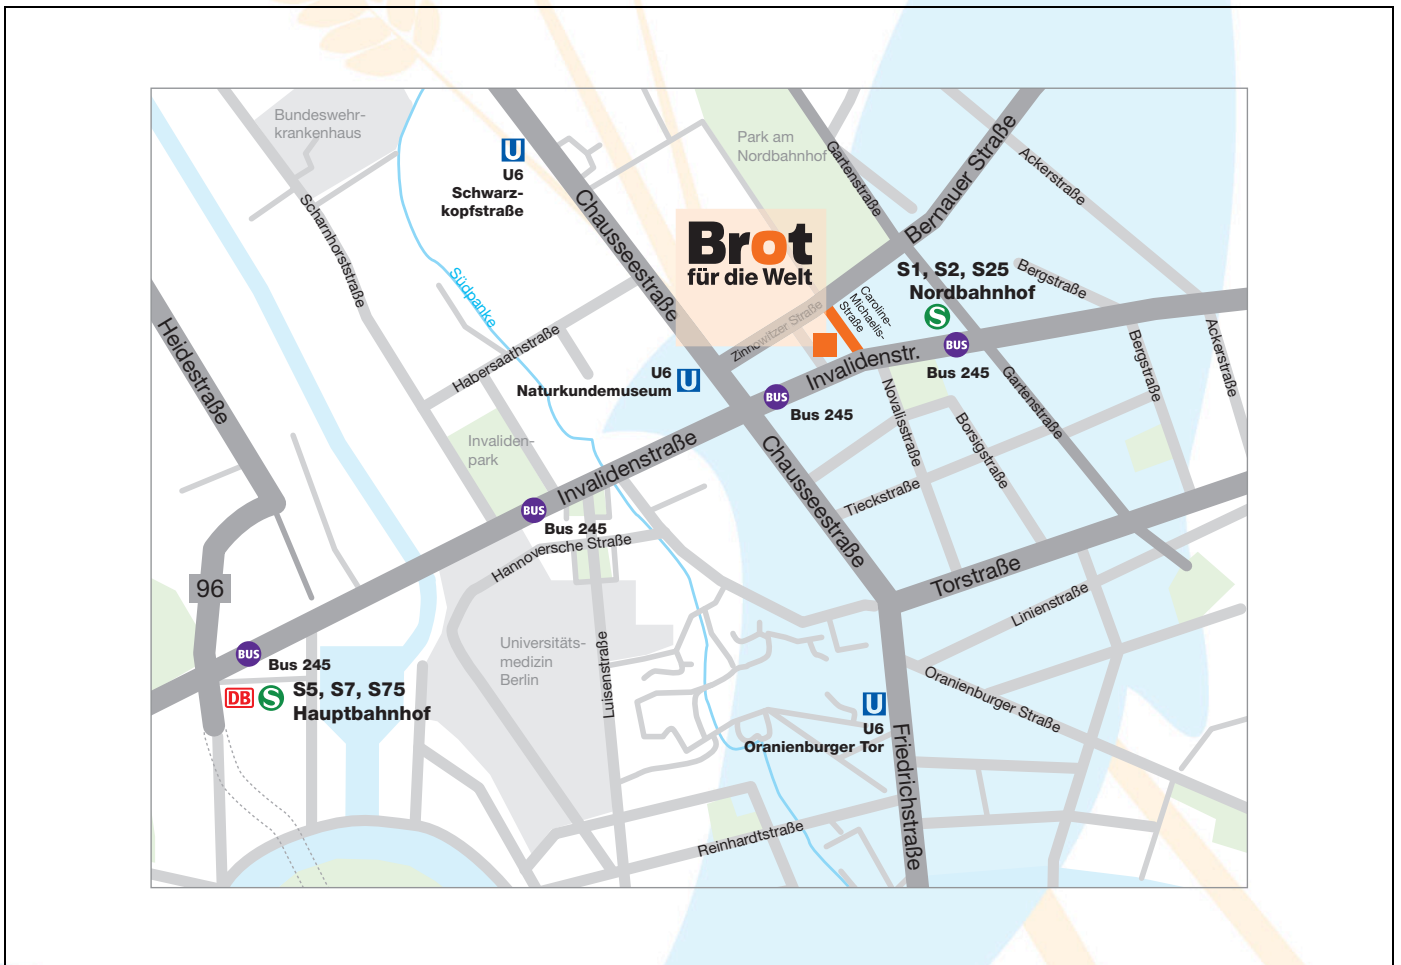 Bundeswehr-
krankenhaus
U
U6
Schwarz-
kopfstraße
Park am
Nordbahnhof
Gartenstraße
Bernauer Straße
Ackerstraße
Scharnhorststraße
Chausseestraße
Südpanke
Brot
für die Welt
S1, S2, S25
Nordbahnhof
S
Bergstraße
Caroline-
Michaelis-
Straße
Zinnowitzer Straße
Heidestraße
Habersaathstraße
U6
Naturkundemuseum
U
BUS
Bus 245
Invalidenstr.
BUS
Bus 245
Bergstraße
Ackerstraße
Gartenstraße
Novalisstraße
Borsigstraße
Invaliden-
park
Invalidenstraße
Chausseestraße
Tieckstraße
BUS
Bus 245
Hannoversche Straße
Torstraße
Linienstraße
96
BUS
Bus 245
DB
S
S5, S7, S75
Hauptbahnhof
Universitäts-
medizin
Berlin
Luisenstraße
Oranienburger Straße
U
U6
Oranienburger Tor
Friedrichstraße
Reinhardtstraße